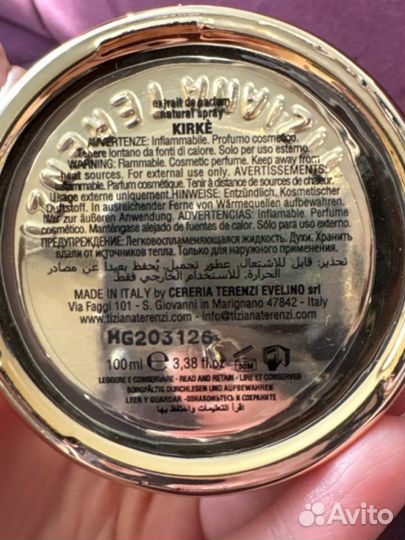 TIZIANA TERENZI
extrait de parfum
natural spray
KIRKÈ
AVVERTENZE: Infiammabile. Profumo cosmetico.
Tenere lontano da fonti di calore. Solo per uso esterno.
WARNING: Flammable. Cosmetic perfume. Keep away from
heat sources. For external use only. AVERTISSEMENTS:
Inflammable. Parfum cosmétique. Tenir à distance de sources de chaleur.
Usage externe uniquement. HINWEISE: Entzündlich. Kosmetischer
Duftstoff. In ausreichender Ferne von Wärmequellen aufbewahren.
Nur zur äußeren Anwendung. ADVERTENCIAS: Inflamable. Perfume
cosmético. Manténgase alejado de fuentes de calor. Sólo para uso externo.
ПРЕДУПРЕЖДЕНИЕ: Легковоспламеняющаяся жидкость. Духи. Хранить
вдали от источников тепла. Только для наружного применения.
تحذير: قابل للاشتعال. عطور تجميل. يُحفظ بعيداً عن مصادر
الحرارة. للاستخدام الخارجي فقط.
MADE IN ITALY by CERERIA TERENZI EVELINO srl
Via Faggi 101 - S. Giovanni in Marignano 47842 - Italy
www.tizianaterenzi.com - info@tizianaterenzi.com
HG203126
100 ml e 3,38 fl.oz 30M
LEGGERE E CONSERVARE - READ AND RETAIN - LIRE ET CONSERVER
SORGFÄLTIG DURCHLESEN UND AUFBEWAHREN
LEER Y GUARDAR - ОЗНАКОМЬТЕСЬ И СОХРАНИТЕ
اقرأ التعليمات واحتفظ بها
Avito